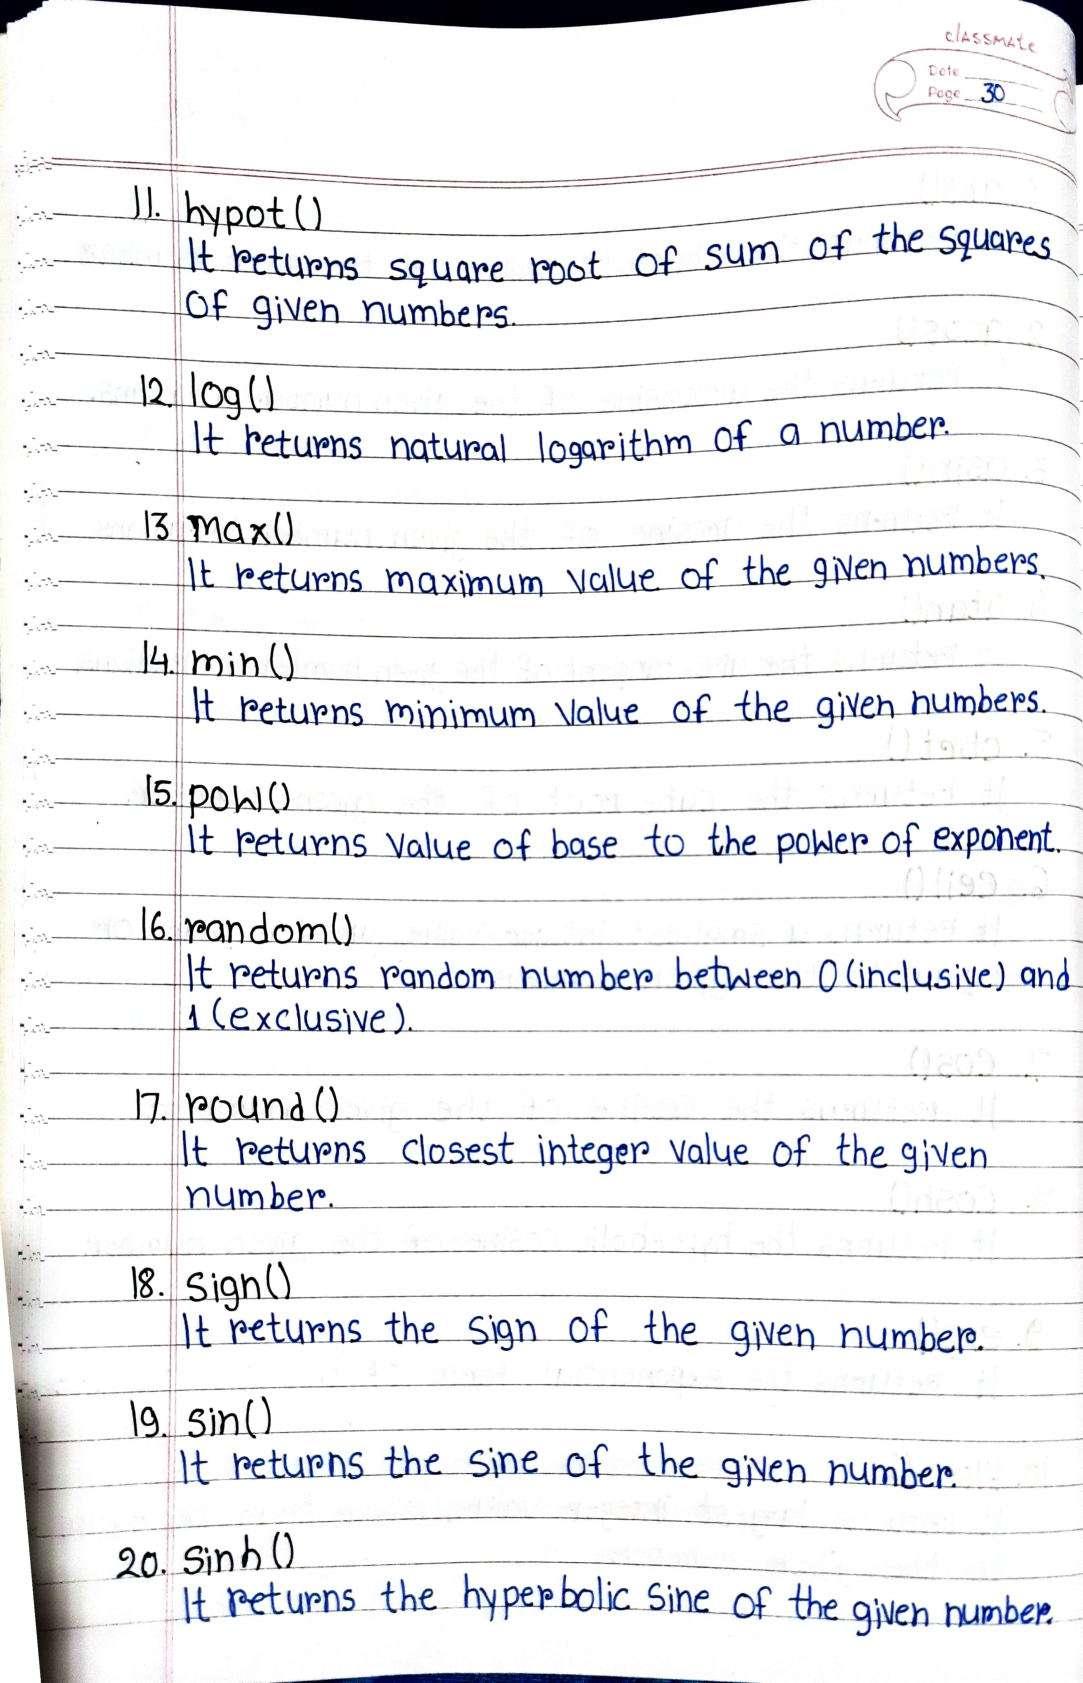 classmate
Date
Page 30
11. hypot()
It returns square root of sum of the squares
of given numbers.
12. log()
It returns natural logarithm of a number.
13 max()
It returns maximum value of the given numbers.
14. min()
It returns minimum value of the given numbers.
15. pow()
It returns value of base to the power of exponent.
16. random()
It returns random number between 0 (inclusive) and
1 (exclusive).
17. round()
It returns closest integer value of the given
number.
18. sign()
It returns the sign of the given number.
19. sin()
It returns the sine of the given number.
20. sinh()
It returns the hyperbolic sine of the given number.